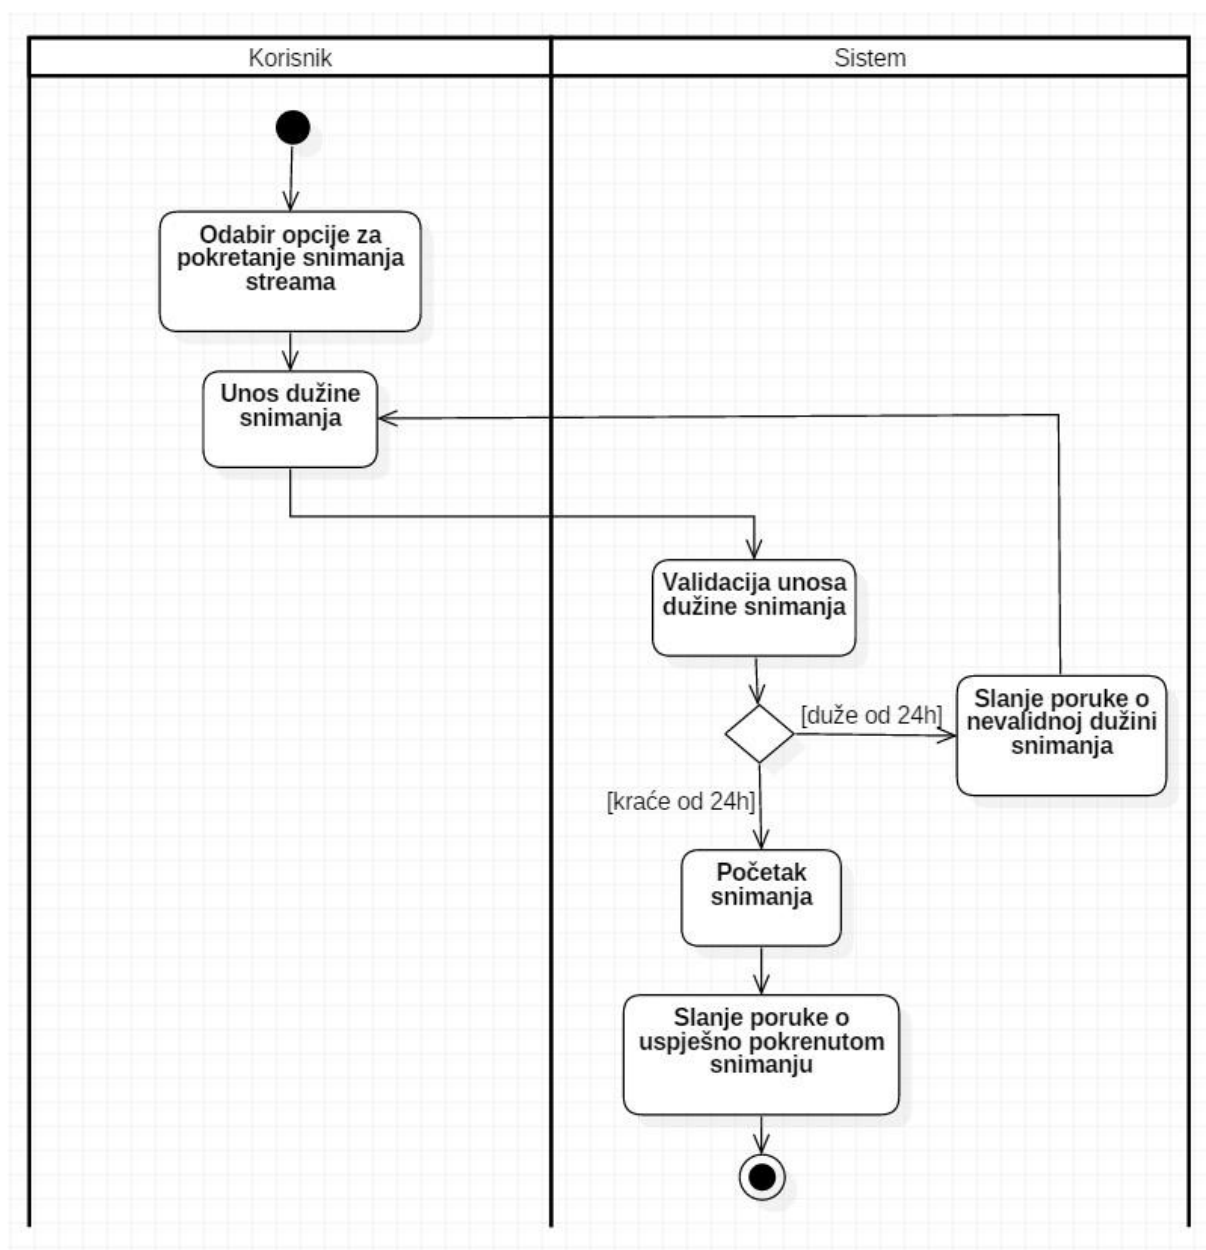 Korisnik
Sistem
Odabir opcije za
pokretanje snimanja
streama
Unos dužine
snimanja
Validacija unosa
dužine snimanja
[duže od 24h]
Slanje poruke o
nevalidnoj dužini
snimanja
[kraće od 24h]
Početak
snimanja
Slanje poruke o
uspješno pokrenutom
snimanju